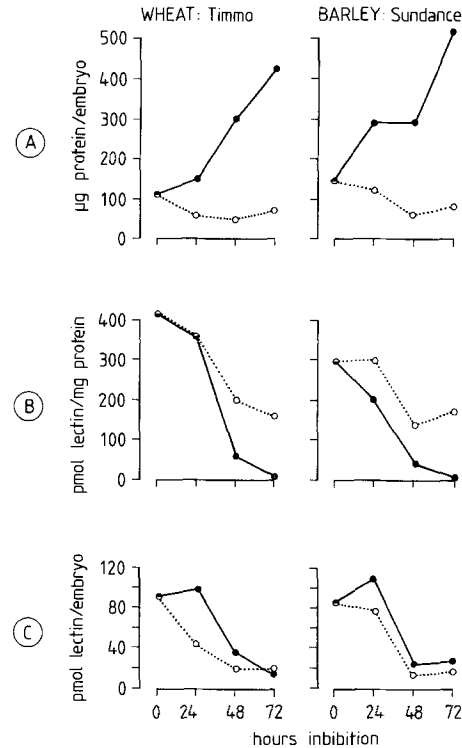 WHEAT: Timmo BARLEY: Sundance
A
µg protein/embryo
500
400
300
200
100
0
B
pmol lectin/mg protein
400
300
200
100
0
C
pmol lectin/embryo
120
80
40
0
0 24 48 72 0 24 48 72
hours inbibition